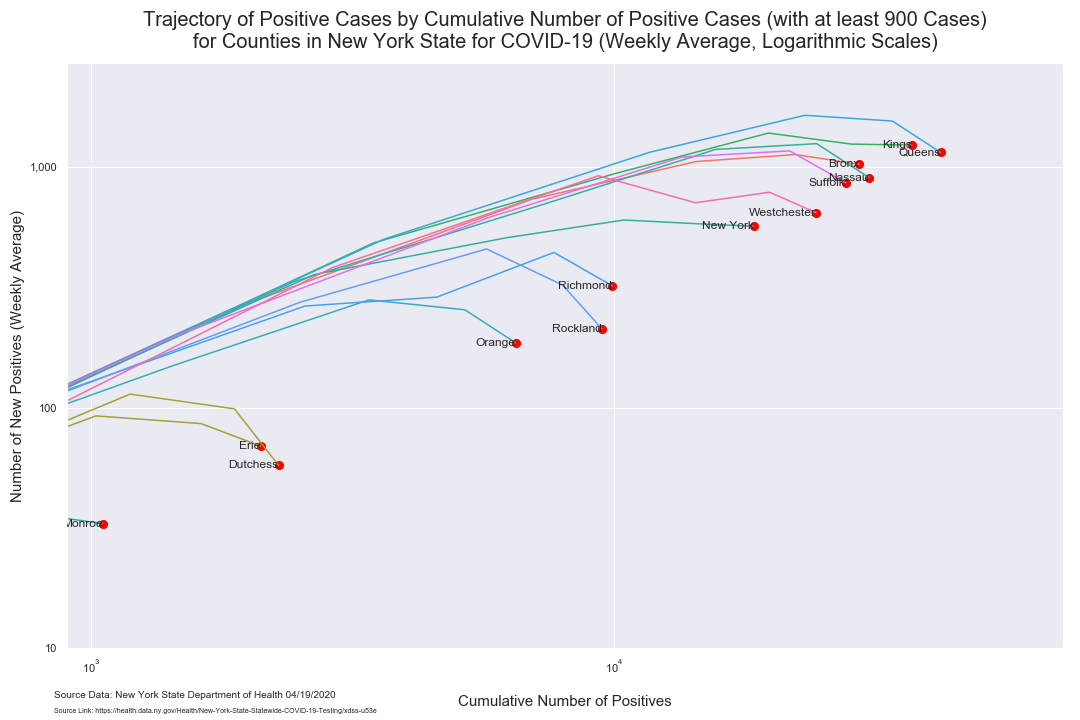 Trajectory of Positive Cases by Cumulative Number of Positive Cases (with at least 900 Cases)
for Counties in New York State for COVID-19 (Weekly Average, Logarithmic Scales)
Number of New Positives (Weekly Average)
1,000
100
10
Kings
Queens
Bronx
Nassau
Suffolk
Westchester
New York
Richmond
Rockland
Orange
Erie
Dutchess
Monroe
10³
10⁴
Cumulative Number of Positives
Source Data: New York State Department of Health 04/19/2020
Source Link: https://health.data.ny.gov/Health/New-York-State-Statewide-COVID-19-Testing/xdss-u53e